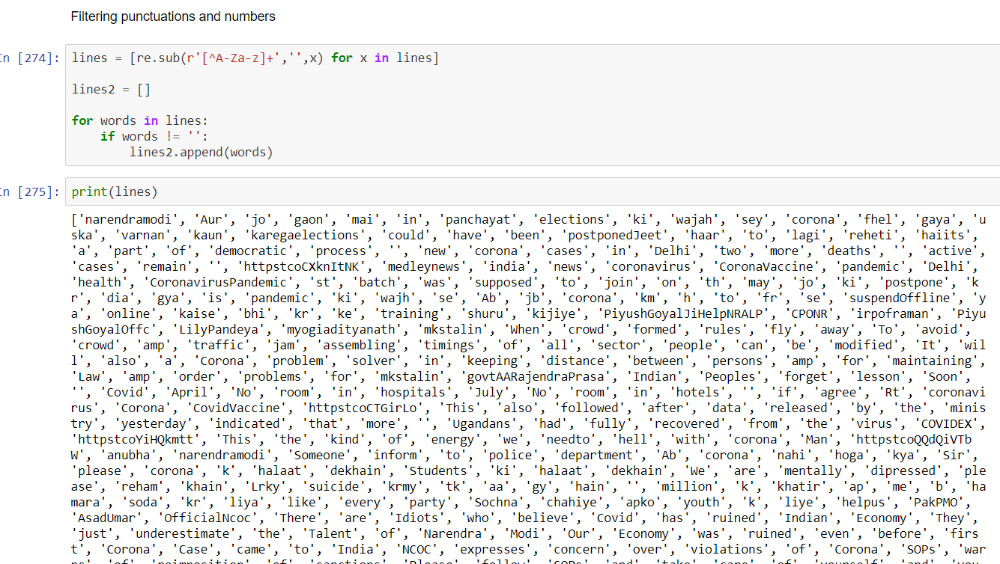 Filtering punctuations and numbers
In [274]: lines = [re.sub(r'[^A-Za-z]+','',x) for x in lines]
lines2 = []
for words in lines:
    if words != '':
        lines2.append(words)
In [275]: print(lines)
['narendramodi', 'Aur', 'jo', 'gaon', 'mai', 'in', 'panchayat', 'elections', 'ki', 'wajah', 'sey', 'corona', 'fhel', 'gaya', 'u
ska', 'varnan', 'kaun', 'karegaelections', 'could', 'have', 'been', 'postponedJeet', 'haar', 'to', 'lagi', 'reheti', 'haiits',
'a', 'part', 'of', 'democratic', 'process', '', 'new', 'corona', 'cases', 'in', 'Delhi', 'two', 'more', 'deaths', '', 'active',
'cases', 'remain', '', 'httpstcoCXknItNK', 'medleynews', 'india', 'news', 'coronavirus', 'CoronaVaccine', 'pandemic', 'Delhi',
'health', 'CoronavirusPandemic', 'st', 'batch', 'was', 'supposed', 'to', 'join', 'on', 'th', 'may', 'jo', 'ki', 'postpone', 'k
r', 'dia', 'gya', 'is', 'pandemic', 'ki', 'wajh', 'se', 'Ab', 'jb', 'corona', 'km', 'h', 'to', 'fr', 'se', 'suspendOffline', 'y
a', 'online', 'kaise', 'bhi', 'kr', 'ke', 'training', 'shuru', 'kijiye', 'PiyushGoyalJiHelpNRALP', 'CPONR', 'irpoframan', 'Piyu
shGoyalOffc', 'LilyPandeya', 'myogiadityanath', 'mkstalin', 'When', 'crowd', 'formed', 'rules', 'fly', 'away', 'To', 'avoid',
'crowd', 'amp', 'traffic', 'jam', 'assembling', 'timings', 'of', 'all', 'sector', 'people', 'can', 'be', 'modified', 'It', 'wil
l', 'also', 'a', 'Corona', 'problem', 'solver', 'in', 'keeping', 'distance', 'between', 'persons', 'amp', 'for', 'maintaining',
'Law', 'amp', 'order', 'problems', 'for', 'mkstalin', 'govtAARajendraPrasa', 'Indian', 'Peoples', 'forget', 'lesson', 'Soon',
'', 'Covid', 'April', 'No', 'room', 'in', 'hospitals', 'July', 'No', 'room', 'in', 'hotels', '', 'if', 'agree', 'Rt', 'coronavi
rus', 'Corona', 'CovidVaccine', 'httpstcoCTGirLo', 'This', 'also', 'followed', 'after', 'data', 'released', 'by', 'the', 'minis
try', 'yesterday', 'indicated', 'that', 'more', '', 'Ugandans', 'had', 'fully', 'recovered', 'from', 'the', 'virus', 'COVIDEX',
'httpstcoYiHQkmtt', 'This', 'the', 'kind', 'of', 'energy', 'we', 'needto', 'hell', 'with', 'corona', 'Man', 'httpstcoQQdQiVTb
W', 'anubha', 'narendramodi', 'Someone', 'inform', 'to', 'police', 'department', 'Ab', 'corona', 'nahi', 'hoga', 'kya', 'Sir',
'please', 'corona', 'k', 'halaat', 'dekhain', 'Students', 'ki', 'halaat', 'dekhain', 'We', 'are', 'mentally', 'dipressed', 'ple
ase', 'reham', 'khain', 'Lrky', 'suicide', 'krmy', 'tk', 'aa', 'gy', 'hain', '', 'million', 'k', 'khatir', 'ap', 'me', 'b', 'ha
mara', 'soda', 'kr', 'liya', 'like', 'every', 'party', 'Sochna', 'chahiye', 'apko', 'youth', 'k', 'liye', 'helpus', 'PakPMO',
'AsadUmar', 'OfficialNcoc', 'There', 'are', 'Idiots', 'who', 'believe', 'Covid', 'has', 'ruined', 'Indian', 'Economy', 'They',
'just', 'underestimate', 'the', 'Talent', 'of', 'Narendra', 'Modi', 'Our', 'Economy', 'was', 'ruined', 'even', 'before', 'firs
t', 'Corona', 'Case', 'came', 'to', 'India', 'NCOC', 'expresses', 'concern', 'over', 'violations', 'of', 'Corona', 'SOPs', 'war